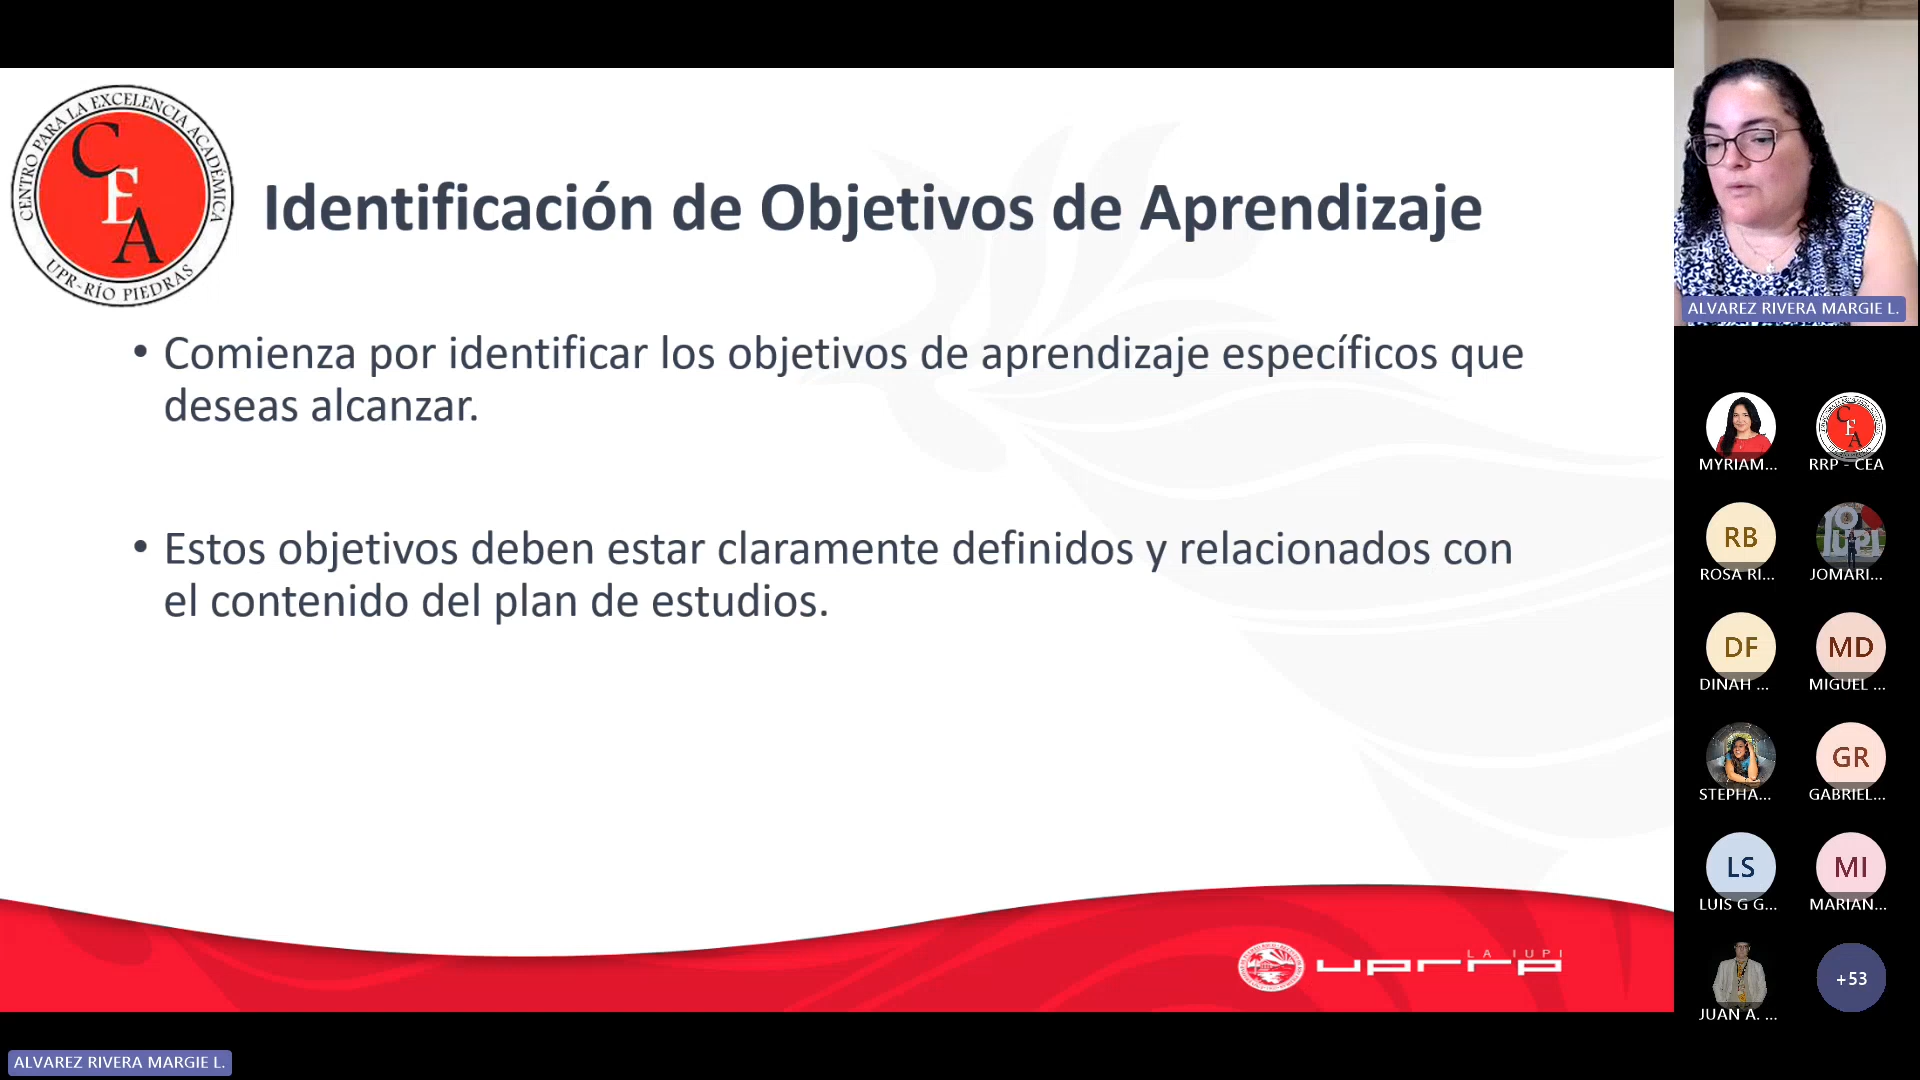 CENTRO PARA LA EXCELENCIA ACADÉMICA
CEA
UPR-RÍO PIEDRAS
Identificación de Objetivos de Aprendizaje
• Comienza por identificar los objetivos de aprendizaje específicos que
deseas alcanzar.
• Estos objetivos deben estar claramente definidos y relacionados con
el contenido del plan de estudios.
LA IUPI
uprrp
ALVAREZ RIVERA MARGIE L.
ALVAREZ RIVERA MARGIE L.
CEA
MYRIAM...
RRP - CEA
RB
IUPI
ROSA RI...
JOMARI...
DF
MD
DINAH ...
MIGUEL ...
GR
STEPHA...
GABRIEL...
LS
MI
LUIS G G...
MARIAN...
+53
JUAN A. ...